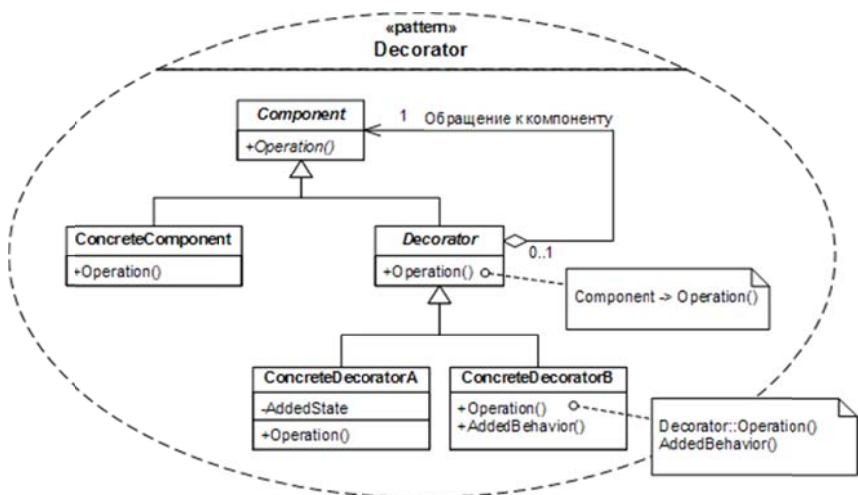 «pattern»
Decorator
Component
1 Обращение к компоненту
+Operation()
ConcreteComponent
+Operation()
Decorator
+Operation()
0..1
Component -> Operation()
ConcreteDecoratorA
-AddedState
+Operation()
ConcreteDecoratorB
+Operation()
+AddedBehavior()
Decorator::Operation()
AddedBehavior()